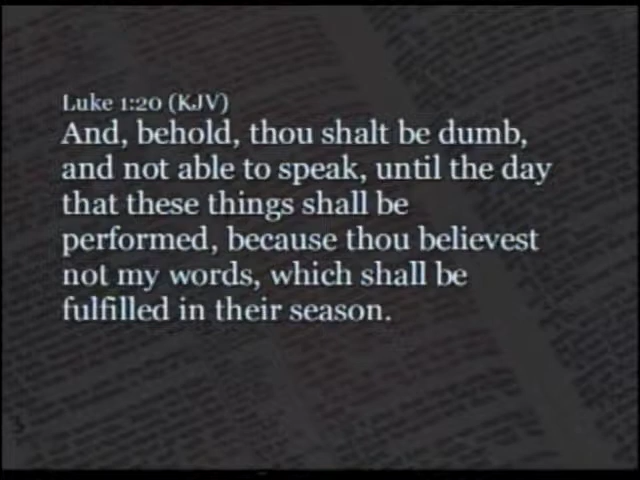 Luke 1:20 (KJV)
And, behold, thou shalt be dumb,
and not able to speak, until the day
that these things shall be
performed, because thou believest
not my words, which shall be
fulfilled in their season.